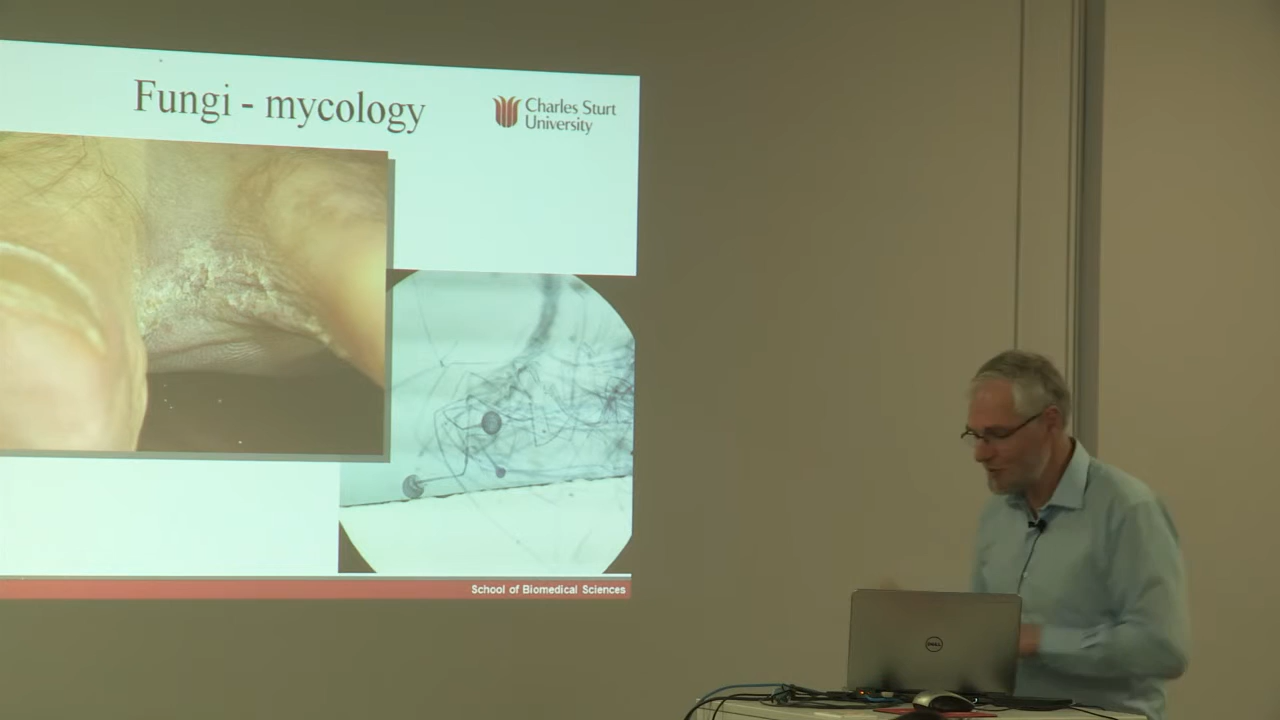 Fungi - mycology
Charles Sturt
University
School of Biomedical Sciences
DELL